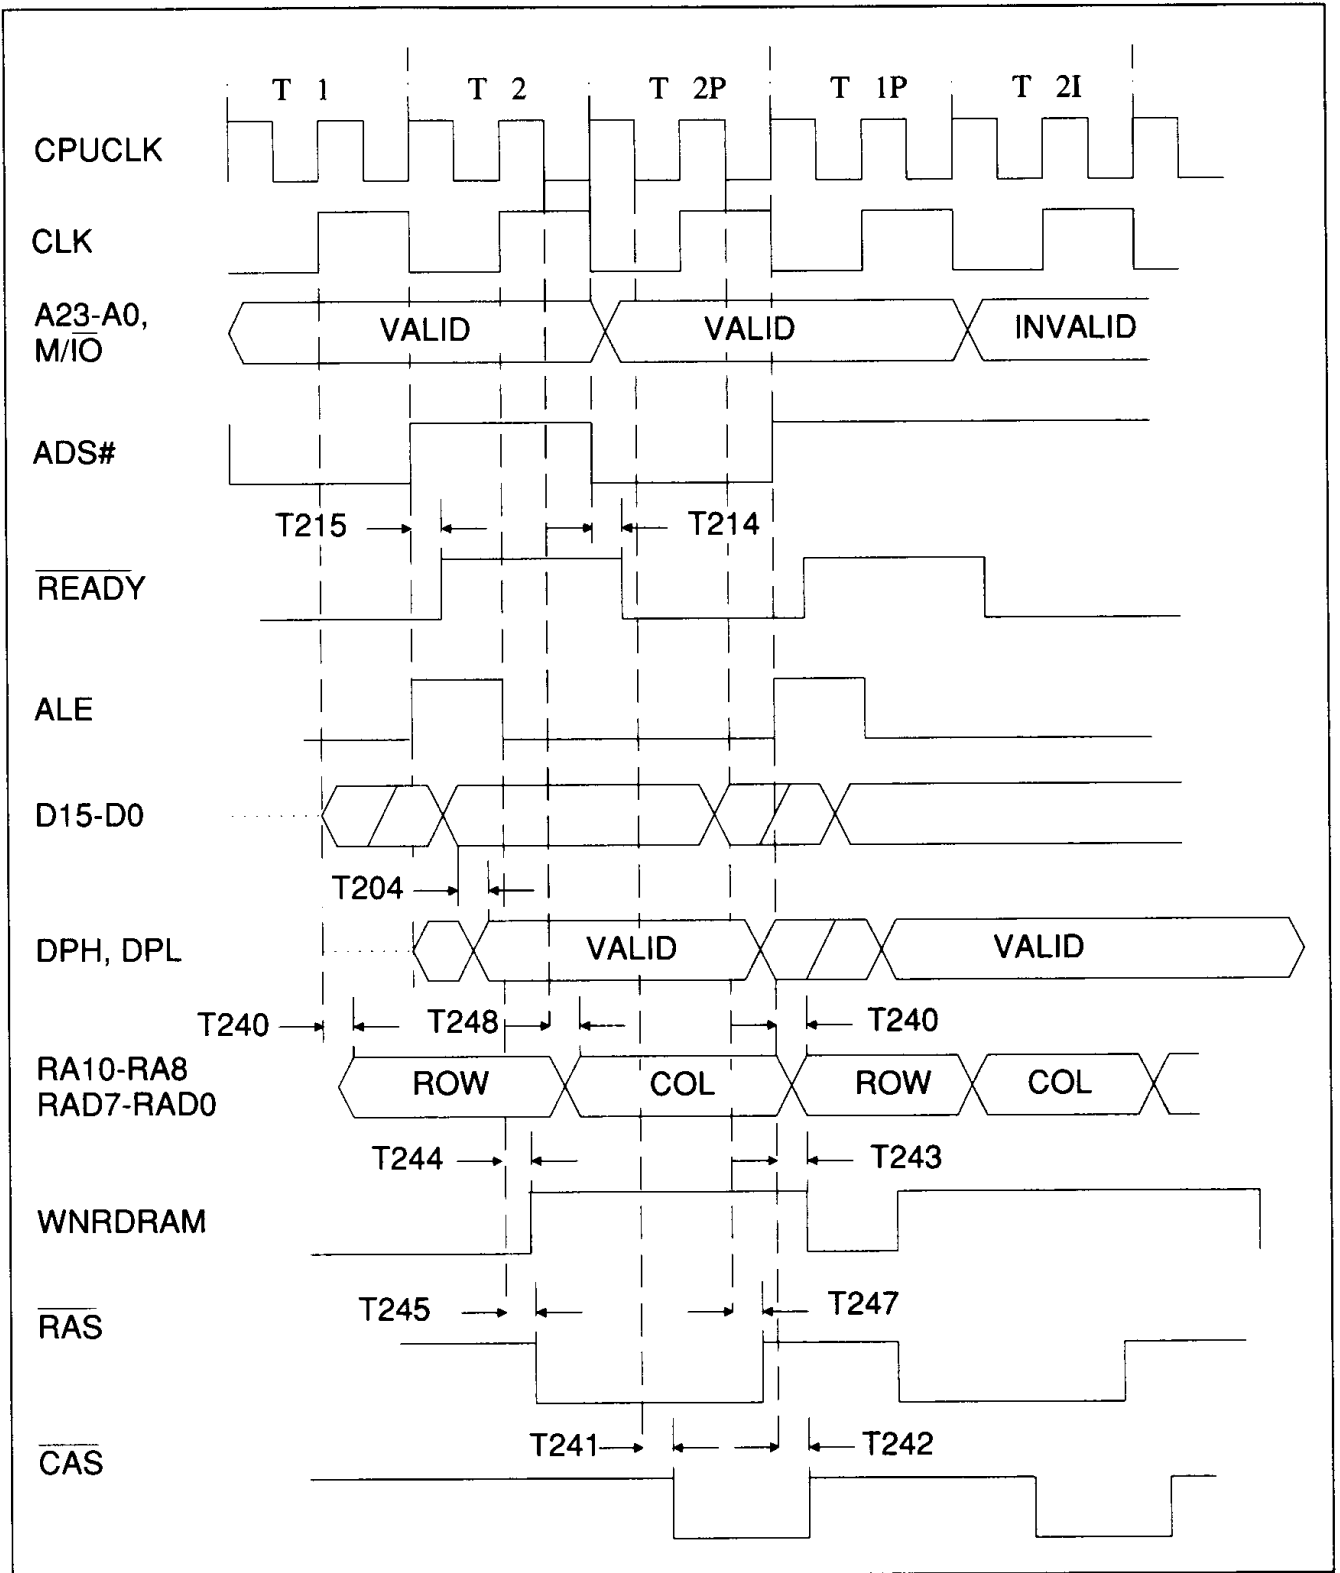 T 1 T 2 T 2P T 1P T 2I
CPUCLK
CLK
A23-A0,
M/IO
VALID VALID INVALID
ADS#
T215 T214
READY
ALE
D15-D0
T204
DPH, DPL VALID VALID
T240 T248 T240
RA10-RA8
RAD7-RAD0
ROW COL ROW COL
T244 T243
WNRDRAM
T245 T247
RAS
T241 T242
CAS